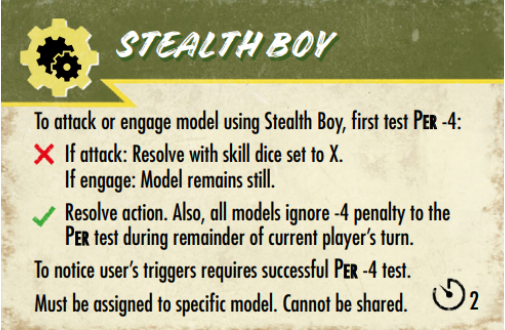 STEALTH BOY
To attack or engage model using Stealth Boy, first test PER -4:
If attack: Resolve with skill dice set to X.
If engage: Model remains still.
Resolve action. Also, all models ignore -4 penalty to the
PER test during remainder of current player's turn.
To notice user's triggers requires successful PER -4 test.
Must be assigned to specific model. Cannot be shared.
2